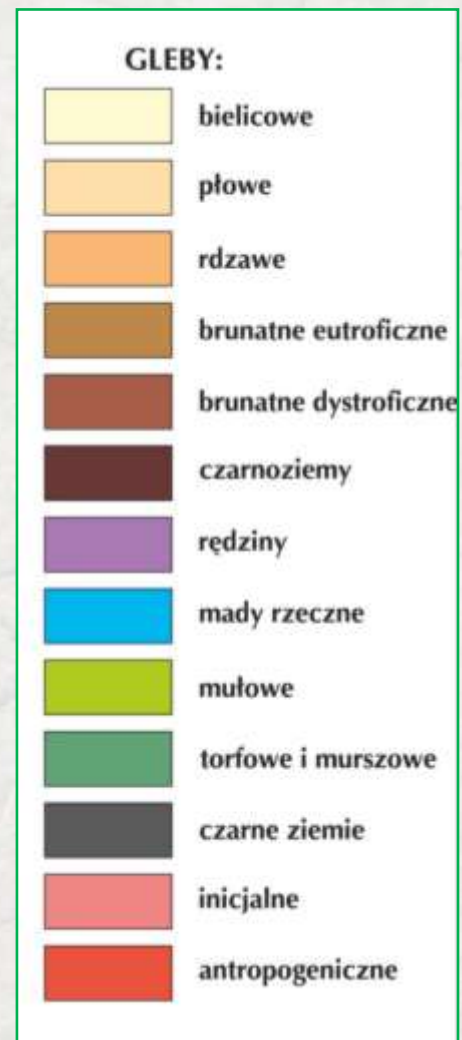 GLEBY:
bielicowe
płowe
rdzawe
brunatne eutroficzne
brunatne dystroficzne
czarnoziemy
rędziny
mady rzeczne
mułowe
torfowe i murszowe
czarne ziemie
inicjalne
antropogeniczne